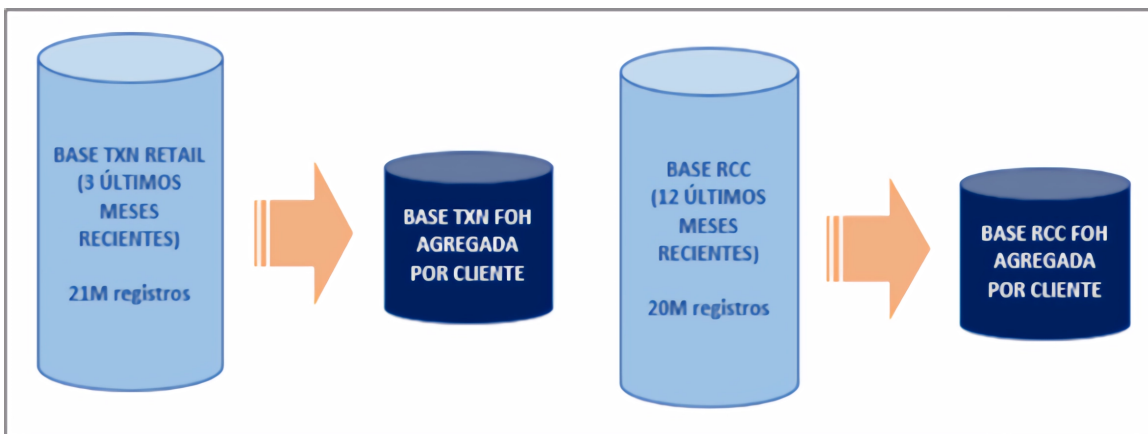 BASE TXN RETAIL
(3 ÚLTIMOS
MESES
RECIENTES)
21M registros
BASE TXN FOH
AGREGADA
POR CLIENTE
BASE RCC
(12 ÚLTIMOS
MESES
RECIENTES)
20M registros
BASE RCC FOH
AGREGADA
POR CLIENTE